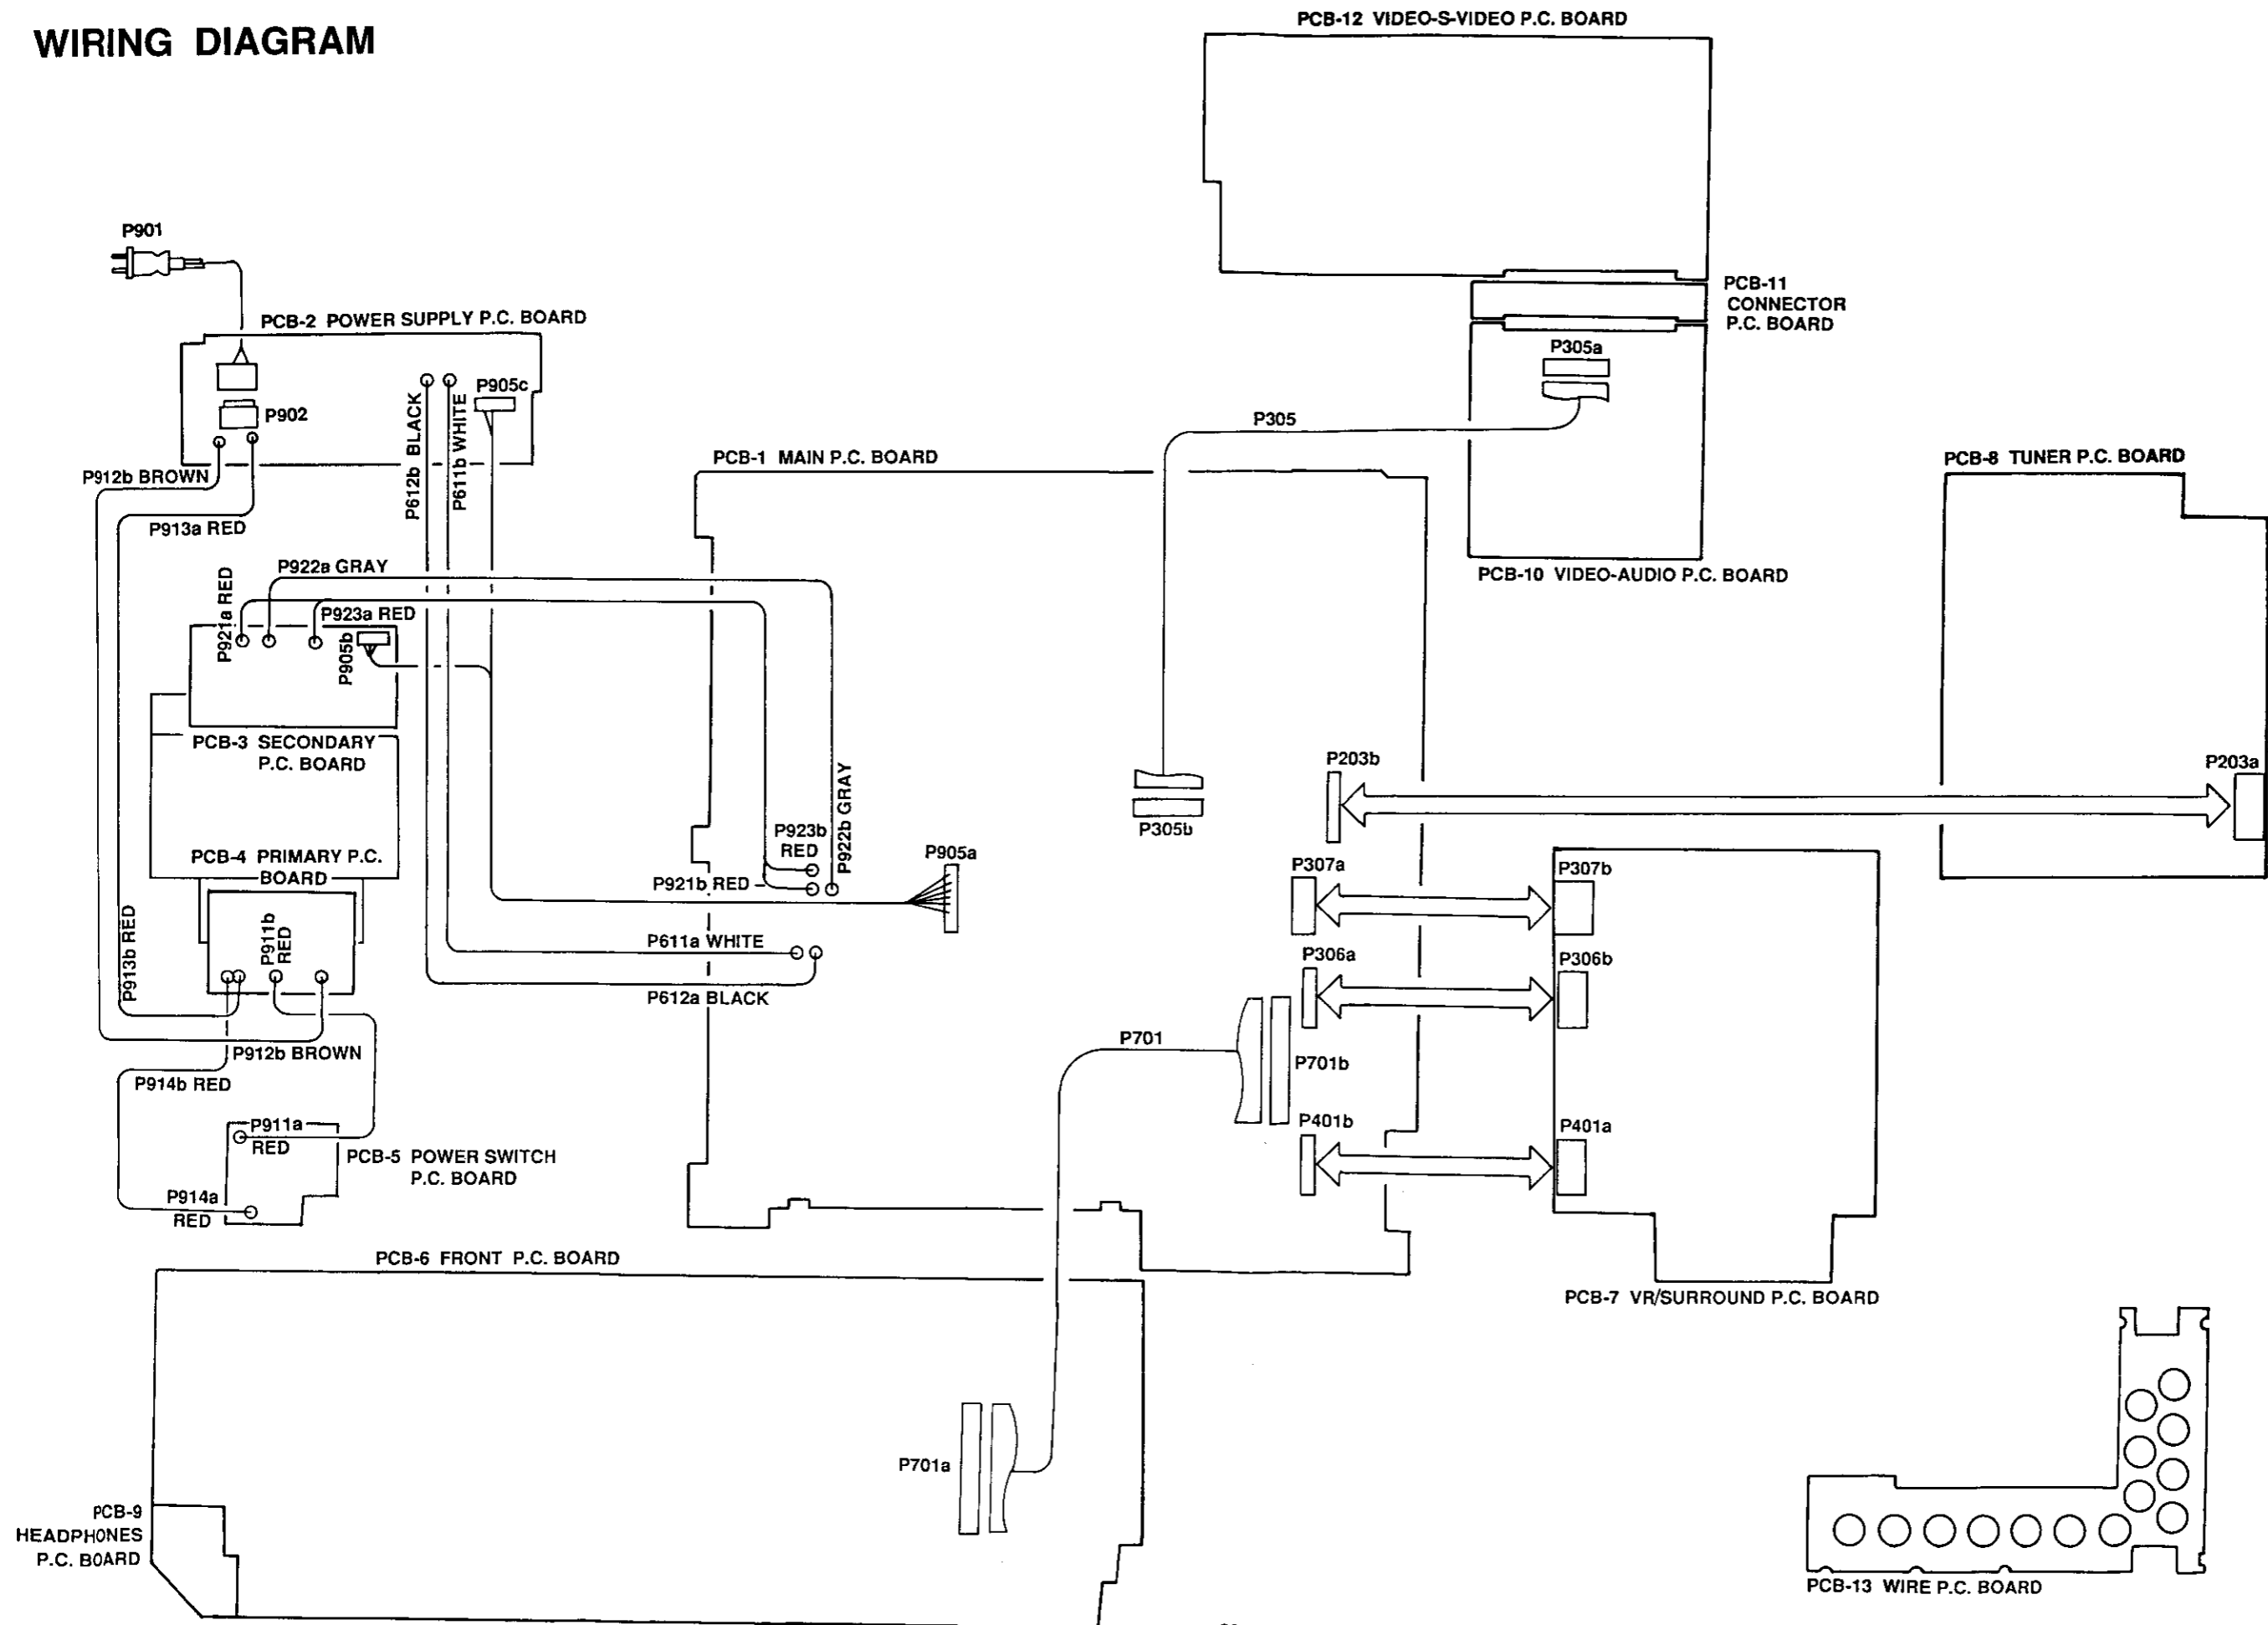 WIRING DIAGRAM
PCB-12 VIDEO-S-VIDEO P.C. BOARD
P901
PCB-2 POWER SUPPLY P.C. BOARD
PCB-11
CONNECTOR
P.C. BOARD
P305a
P905c
P902
P612b BLACK
P611b WHITE
P305
P912b BROWN
P913a RED
PCB-1 MAIN P.C. BOARD
PCB-8 TUNER P.C. BOARD
P922a GRAY
P921a RED
P923a RED
P905b
PCB-10 VIDEO-AUDIO P.C. BOARD
PCB-3 SECONDARY
P.C. BOARD
P203b
P203a
P922b GRAY
P923b
RED
P305b
PCB-4 PRIMARY P.C.
BOARD
P921b RED
P905a
P307a
P307b
P913b RED
P911b
RED
P611a WHITE
P306a
P306b
P612a BLACK
P701
P701b
P912b BROWN
P914b RED
P401b
P401a
P911a
RED
PCB-5 POWER SWITCH
P.C. BOARD
P914a
RED
PCB-6 FRONT P.C. BOARD
PCB-7 VR/SURROUND P.C. BOARD
P701a
PCB-9
HEADPHONES
P.C. BOARD
PCB-13 WIRE P.C. BOARD